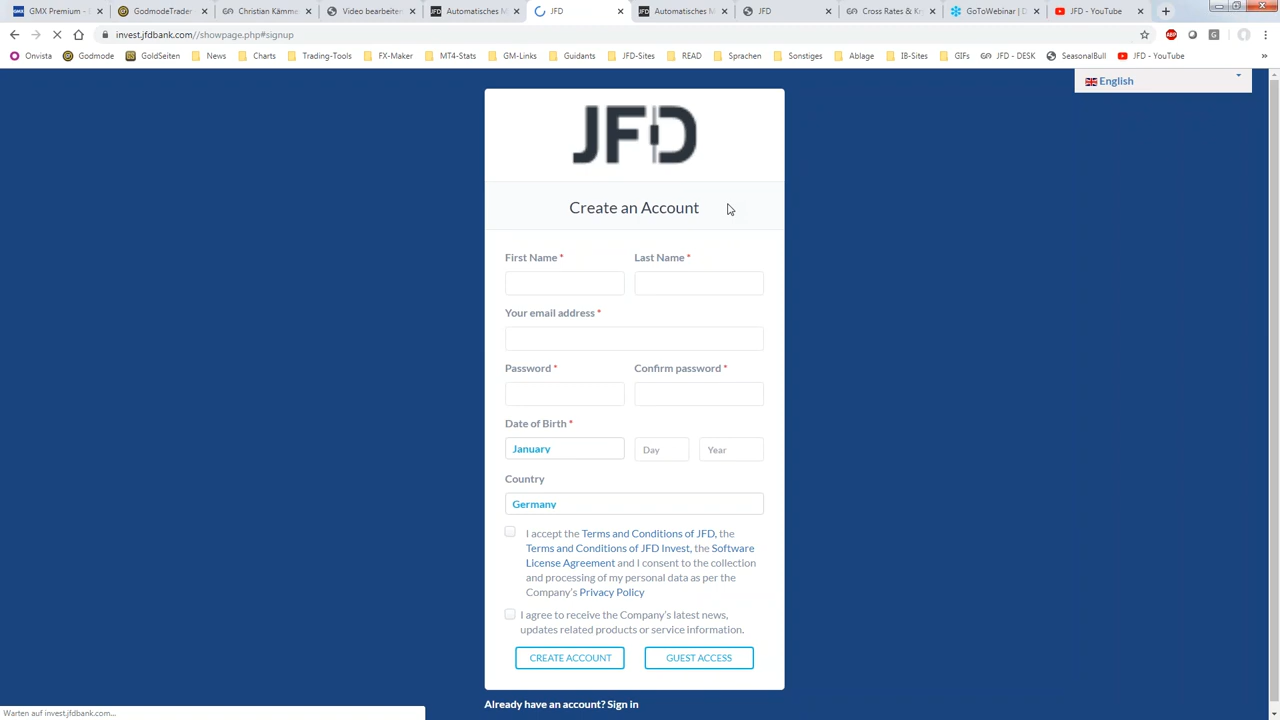 GMX Premium -
GodmodeTrader
Christian Kämme
Video bearbeiten
Automatisches M
JFD
Automatisches M
JFD
Cross Rates & Kr
GoToWebinar | D
JFD - YouTube
invest.jfdbank.com//showpage.php#signup
Onvista
Godmode
GoldSeiten
News
Charts
Trading-Tools
FX-Maker
MT4-Stats
GM-Links
Guidants
JFD-Sites
READ
Sprachen
Sonstiges
Ablage
IB-Sites
GIFs
JFD - DESK
SeasonalBull
JFD - YouTube
»
English
JFD
Create an Account
First Name * Last Name *
Your email address *
Password * Confirm password *
Date of Birth *
January Day Year
Country
Germany
I accept the Terms and Conditions of JFD, the
Terms and Conditions of JFD Invest, the Software
License Agreement and I consent to the collection
and processing of my personal data as per the
Company's Privacy Policy
I agree to receive the Company's latest news,
updates related products or service information.
CREATE ACCOUNT GUEST ACCESS
Already have an account? Sign in
Warten auf invest.jfdbank.com...